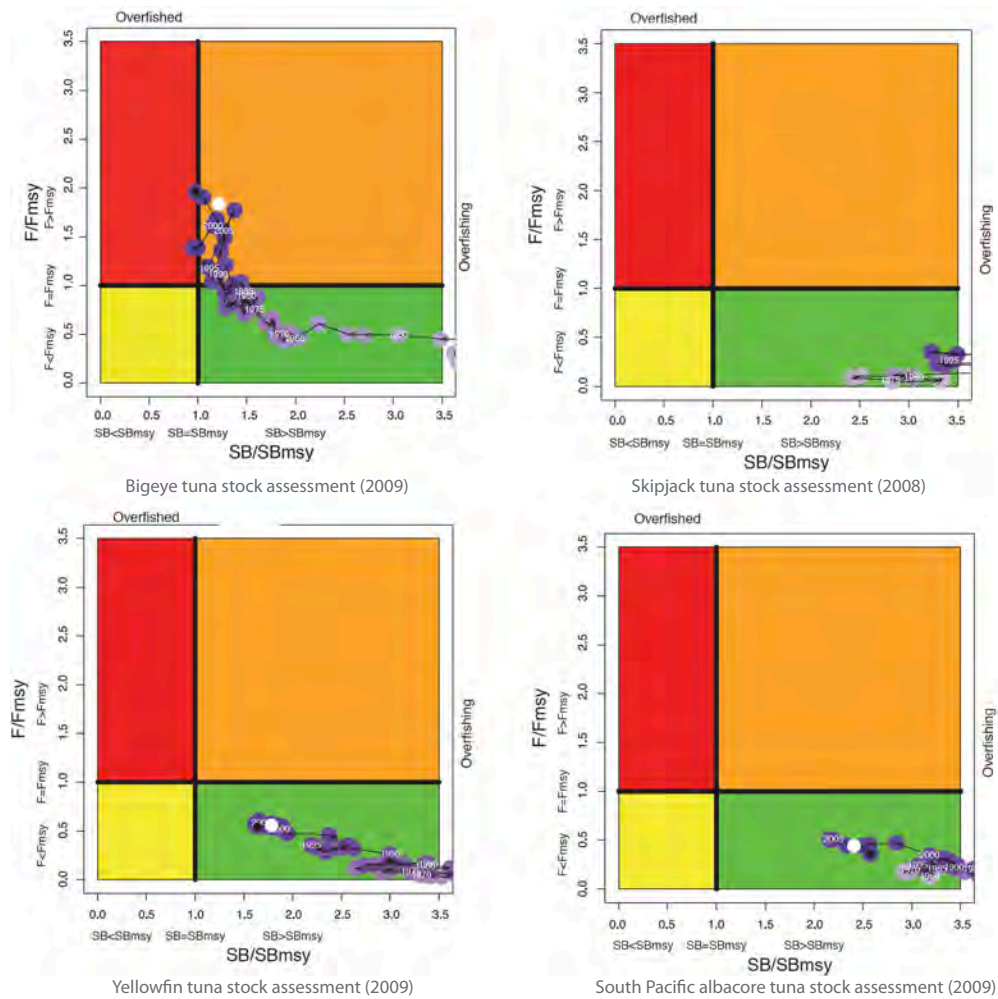 Overfished
3.5
3.0
2.5
2.0
1.5
1.0
0.5
0.0
F/Fmsy
F>Fmsy
F=Fmsy
F<Fmsy
Overfishing
2000
2005
1995
1990
1980
1975
0.0 0.5 1.0 1.5 2.0 2.5 3.0 3.5
SB<SBmsy SB=SBmsy SB>SBmsy
SB/SBmsy
Bigeye tuna stock assessment (2009)
Overfished
3.5
3.0
2.5
2.0
1.5
1.0
0.5
0.0
F/Fmsy
F>Fmsy
F=Fmsy
F<Fmsy
Overfishing
1995
0.0 0.5 1.0 1.5 2.0 2.5 3.0 3.5
SB<SBmsy SB=SBmsy SB>SBmsy
SB/SBmsy
Skipjack tuna stock assessment (2008)
Overfished
3.5
3.0
2.5
2.0
1.5
1.0
0.5
0.0
F/Fmsy
F>Fmsy
F=Fmsy
F<Fmsy
Overfishing
1995
0.0 0.5 1.0 1.5 2.0 2.5 3.0 3.5
SB<SBmsy SB=SBmsy SB>SBmsy
SB/SBmsy
Yellowfin tuna stock assessment (2009)
Overfished
3.5
3.0
2.5
2.0
1.5
1.0
0.5
0.0
F/Fmsy
F>Fmsy
F=Fmsy
F<Fmsy
Overfishing
2005
2000
0.0 0.5 1.0 1.5 2.0 2.5 3.0 3.5
SB<SBmsy SB=SBmsy SB>SBmsy
SB/SBmsy
South Pacific albacore tuna stock assessment (2009)